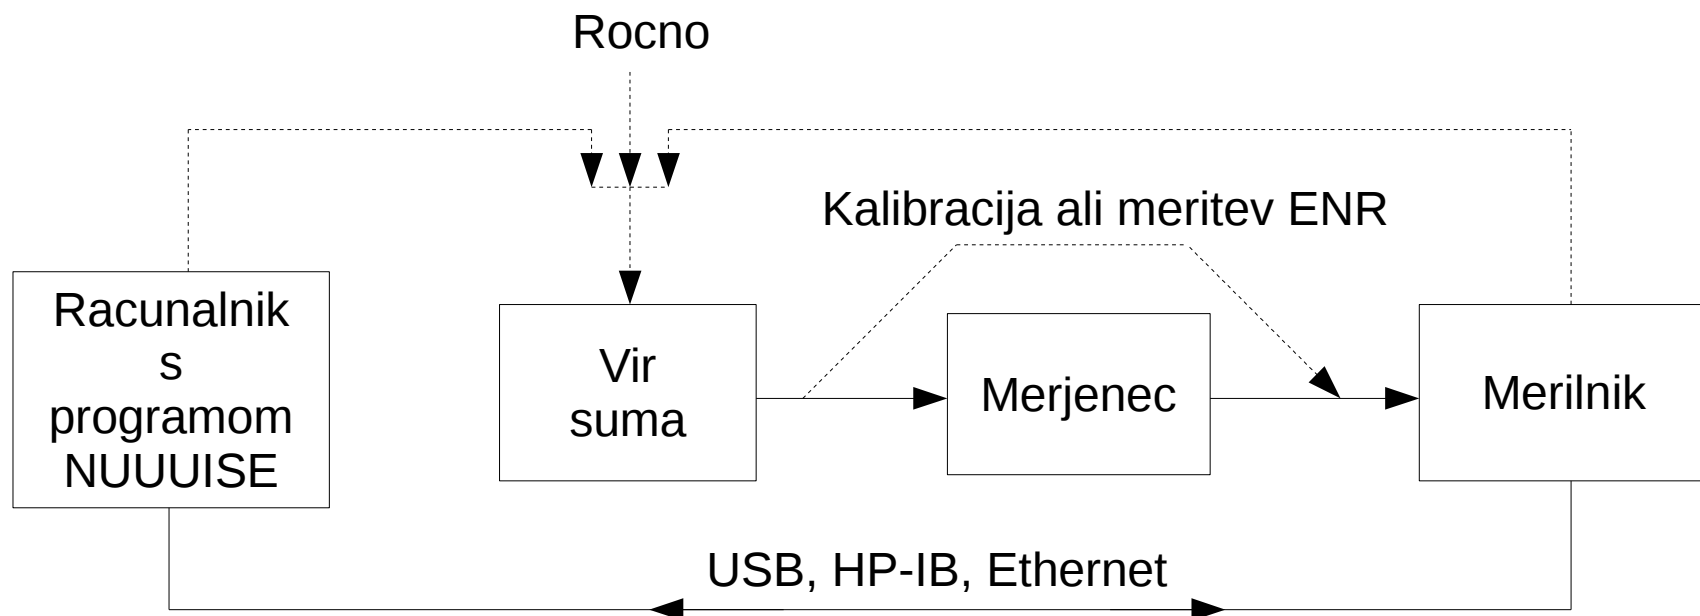 Rocno
Kalibracija ali meritev ENR
Racunalnik
s
programom
NUUUISE
Vir
suma
Merjenec
Merilnik
USB, HP-IB, Ethernet